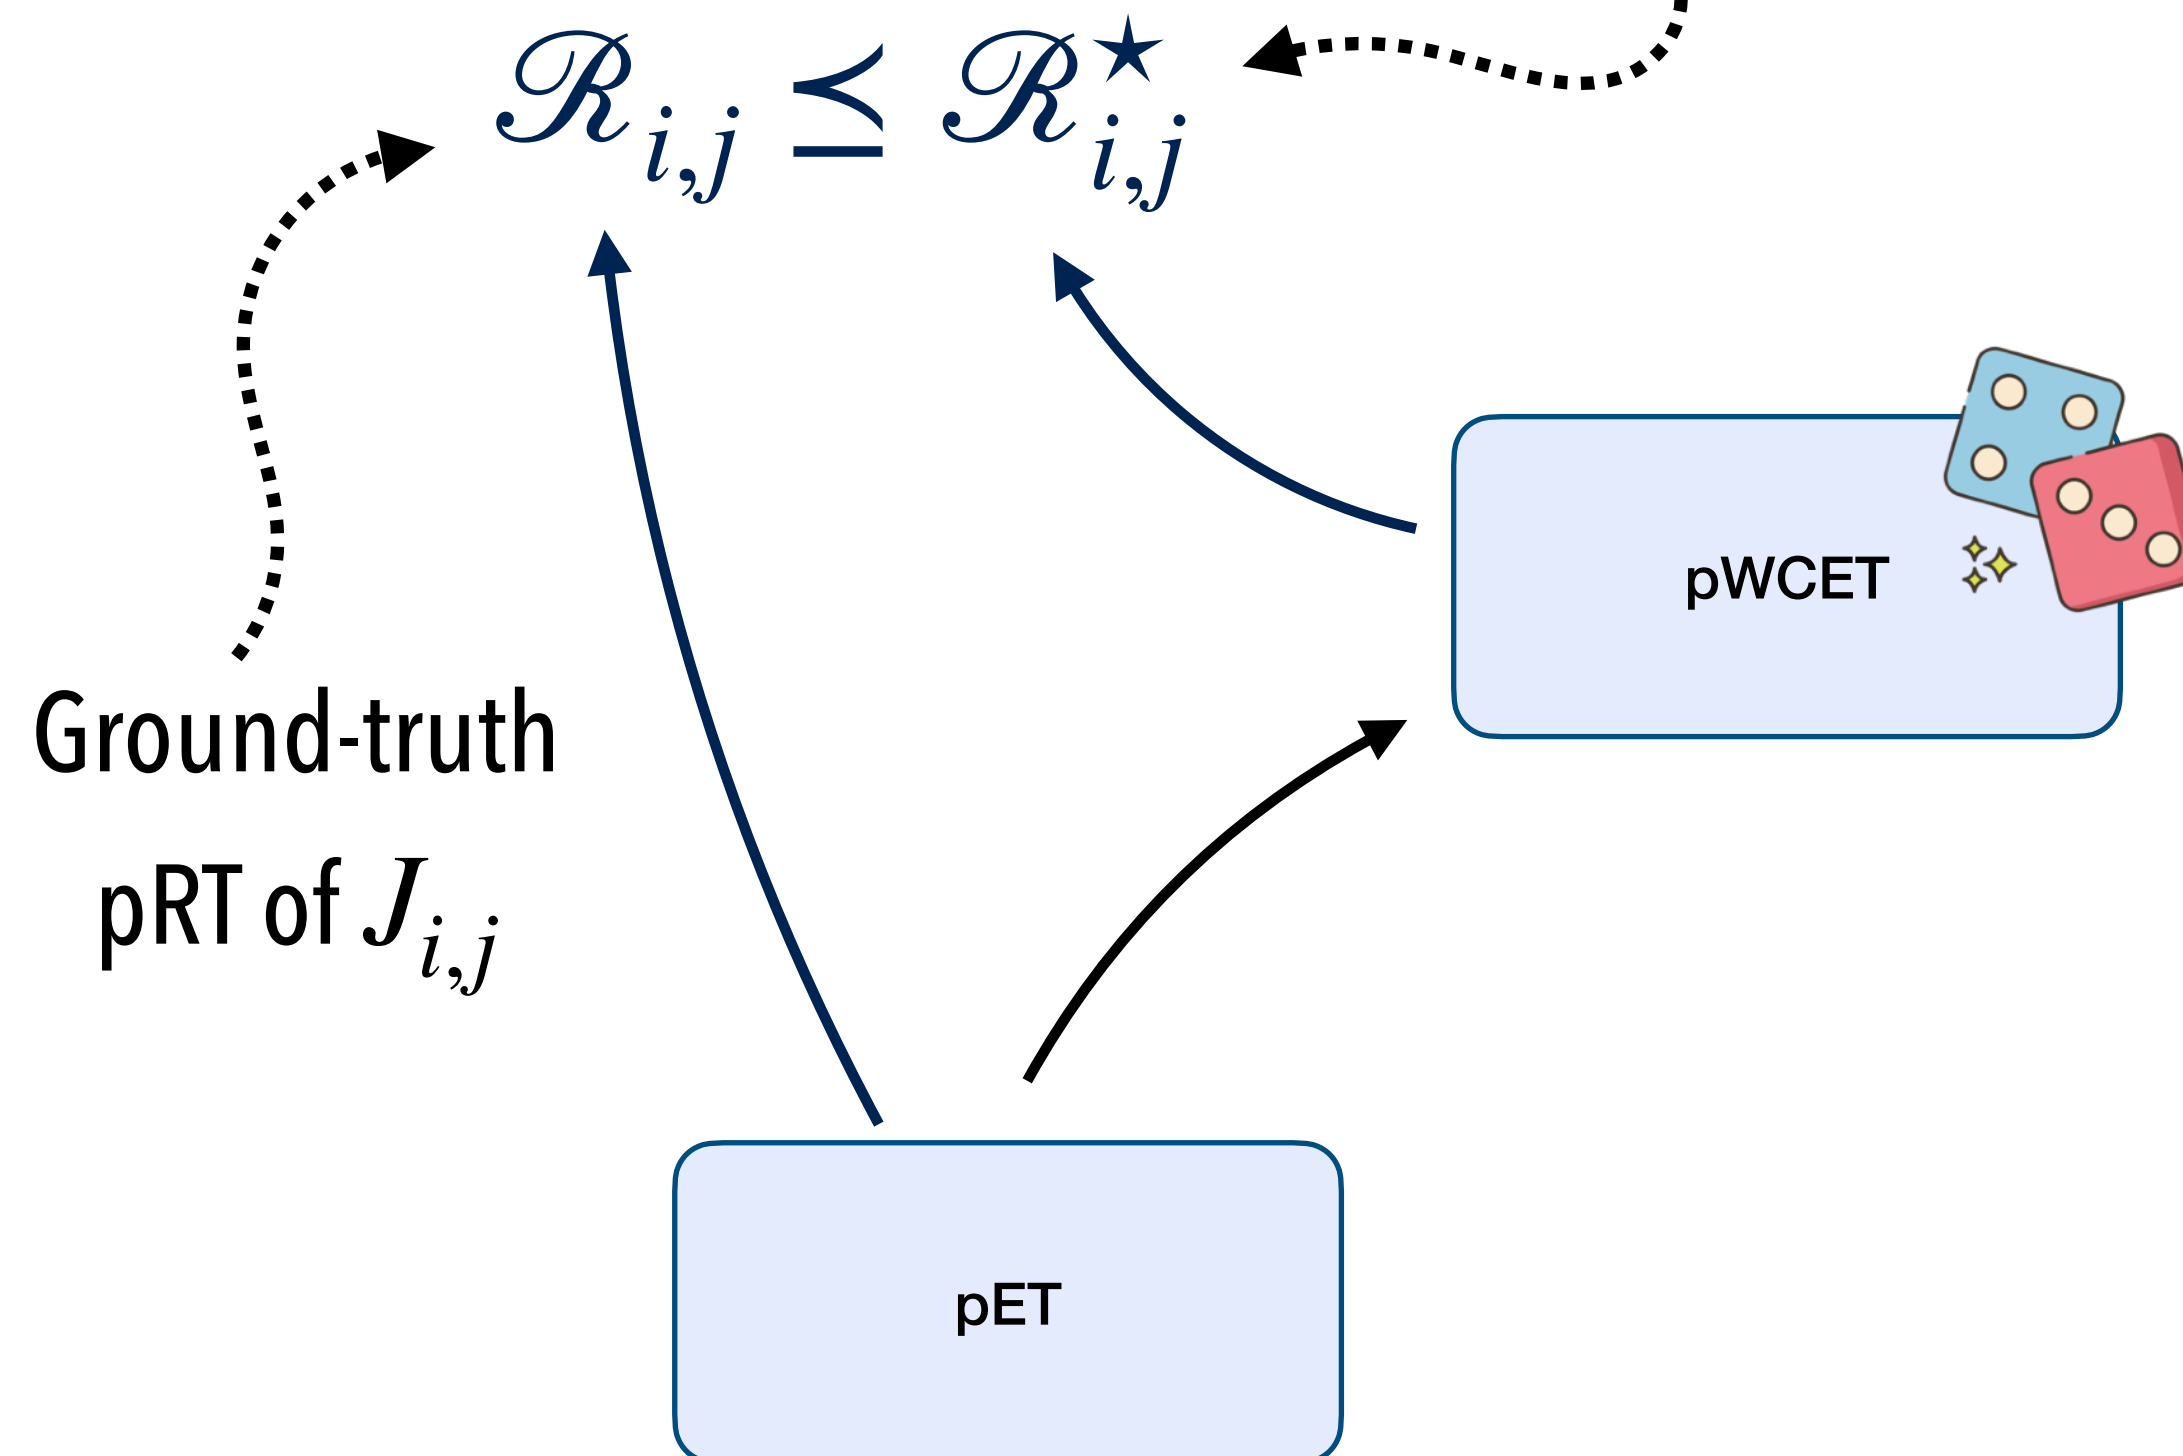 ℛᵢ,ⱼ ⪯ ℛ★ᵢ,ⱼ
pWCET
Ground-truth
pRT of Jᵢ,ⱼ
pET